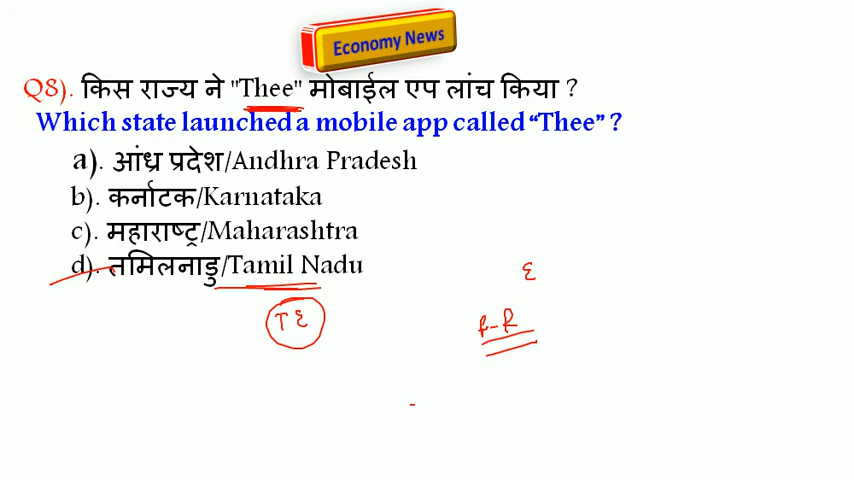 Economy News
Q8). किस राज्य ने "Thee" मोबाईल एप लांच किया ?
Which state launched a mobile app called “Thee” ?
a). आंध्र प्रदेश/Andhra Pradesh
b). कर्नाटक/Karnataka
c). महाराष्ट्र/Maharashtra
d). तमिलनाडु/Tamil Nadu